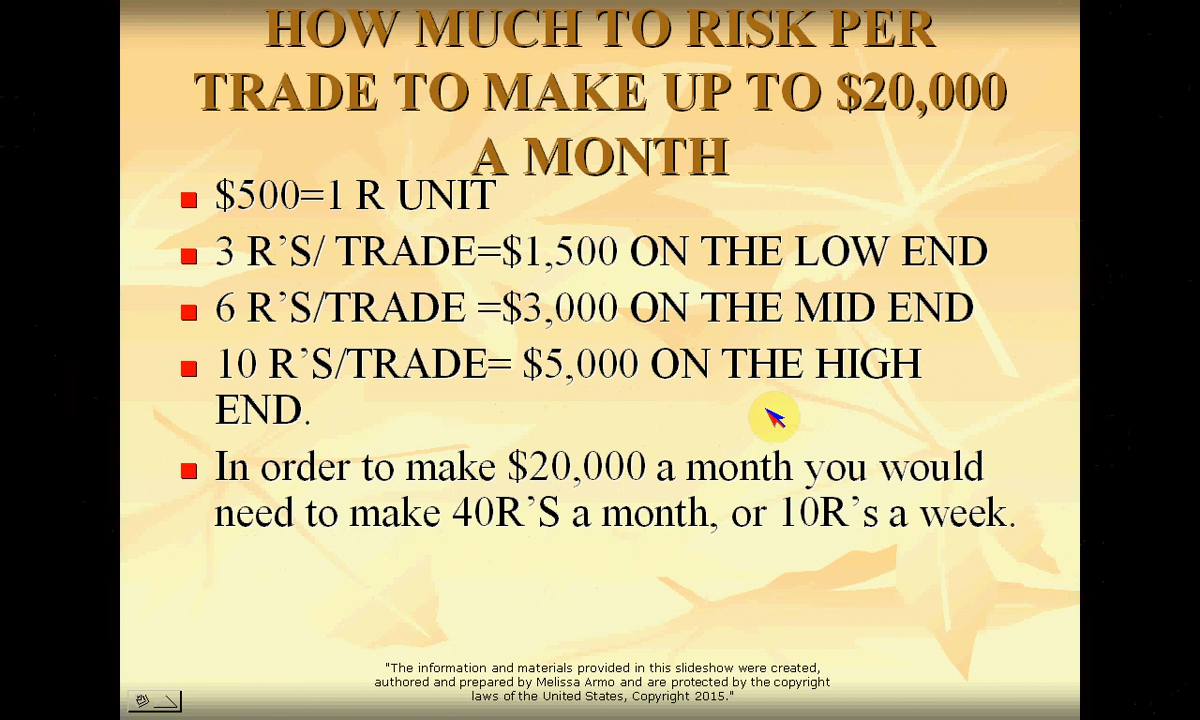 HOW MUCH TO RISK PER
TRADE TO MAKE UP TO $20,000
A MONTH
$500=1 R UNIT
3 R'S/ TRADE=$1,500 ON THE LOW END
6 R'S/TRADE =$3,000 ON THE MID END
10 R'S/TRADE= $5,000 ON THE HIGH
END.
In order to make $20,000 a month you would
need to make 40R'S a month, or 10R's a week.
"The information and materials provided in this slideshow were created,
authored and prepared by Melissa Armo and are protected by the copyright
laws of the United States, Copyright 2015."